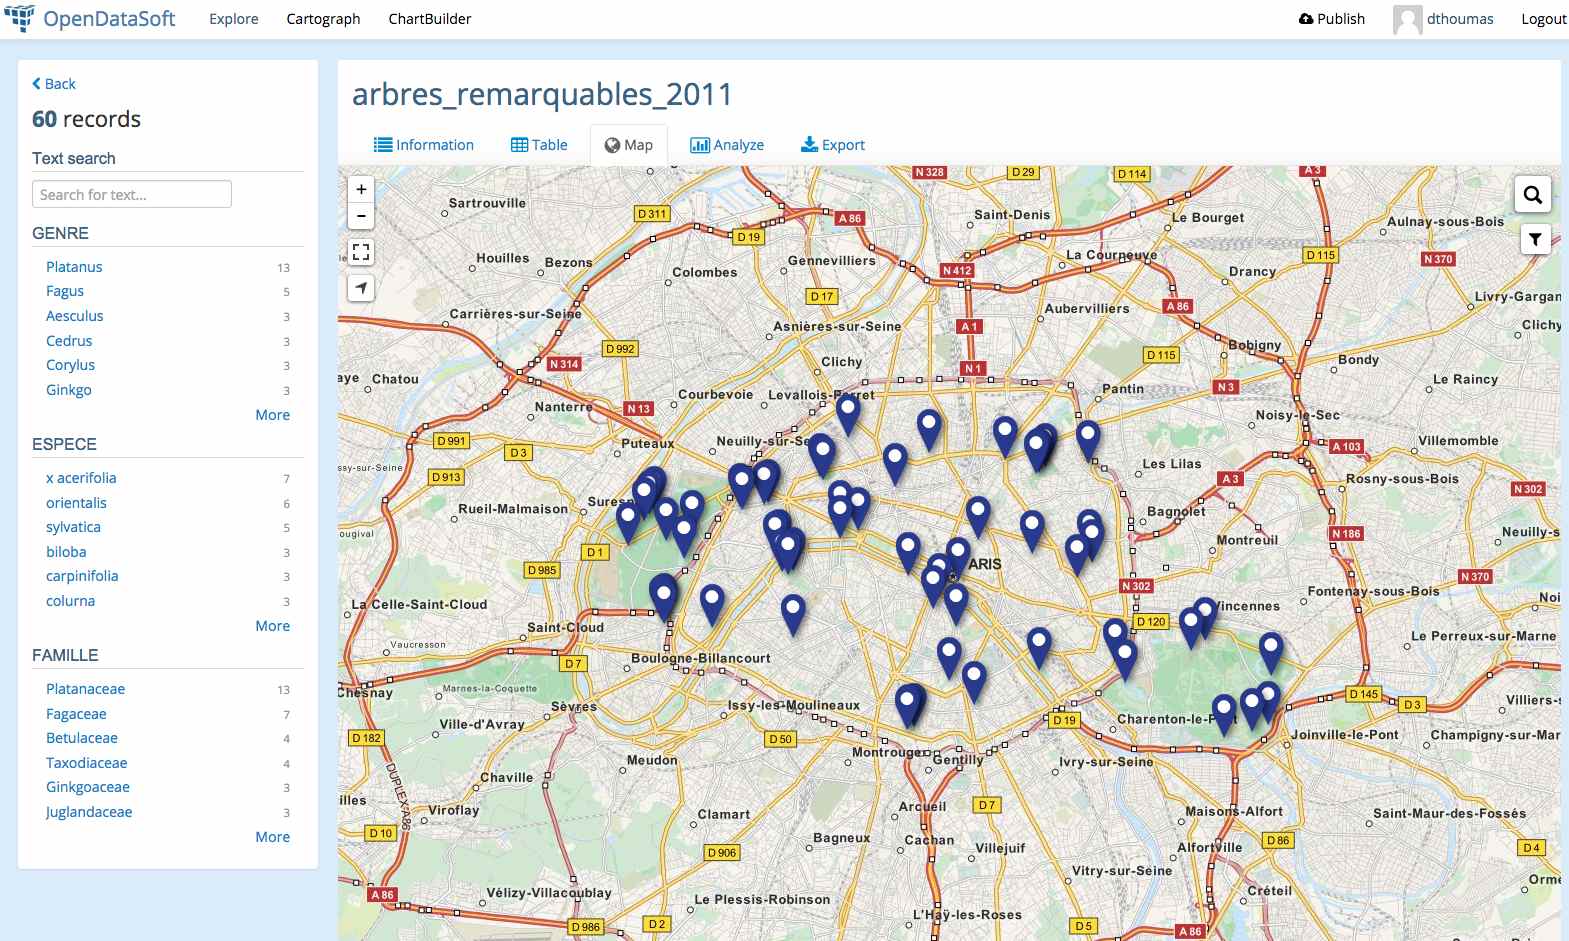 OpenDataSoft Explore Cartograph ChartBuilder Publish dthoumas Logout
Back
60 records
Text search
Search for text...
GENRE
Platanus 13
Fagus 5
Aesculus 3
Cedrus 3
Corylus 3
Ginkgo 3
More
ESPECE
x acerifolia 7
orientalis 6
sylvatica 5
biloba 3
carpinifolia 3
colurna 3
More
FAMILLE
Platanaceae 13
Fagaceae 7
Betulaceae 4
Taxodiaceae 4
Ginkgoaceae 3
Juglandaceae 3
More
arbres_remarquables_2011
Information Table Map Analyze Export
+
−
N 328 D 29 D 114 A 3
Sartrouville
D 311 A 86 Saint-Denis Le Bourget Aulnay-sous-Bois
D 19
Houilles Bezons Gennevilliers La Courneuve D 115 N 370
Colombes N 412 Drancy
D 17 Livry-Gargan
Carrières-sur-Seine Aubervilliers A 86
Asnières-sur-Seine A 1 Clichy
D 992 Bobigny
N 314 Clichy N 1 D 115 Bondy
Chatou Le Raincy
Courbevoie Levallois-Perret Pantin N 3
Nanterre N 13 Noisy-le-Sec
D 991 Puteaux Neuilly-sur-Se A 103 Villemomble
D 3
ssy-sur-Seine D 913 Les Lilas A 3 Rosny-sous-Bois
Suresn N 302
Rueil-Malmaison Bagnolet
ougival N 186 Neuilly-s
D 1 Montreuil
D 985 ARIS N 370
N 302 Fontenay-sous-Bois Noi
La Celle-Saint-Cloud Vincennes
Saint-Cloud D 120
Vaucresson Le Perreux-sur-Marne
D 7 Boulogne-Billancourt
Chesnay Marnes-la-Coquette D 145 D 3 Villiers-s
Sèvres Issy-les-Moulineaux
Ville-d'Avray D 19 Charenton-le-P t
D 182 D 50 Joinville-le-Pont Champigny-sur-Mar
Montrouge Gentilly
Meudon Ivry-sur-Seine
Chaville
DUPLEX-A86
illes Viroflay Arcueil D 7 Maisons-Alfort
Clamart Saint-Maur-des-Fossés
D 10 Bagneux Cachan Villejuif D 86
D 906 Alfortville D 4
Vitry-sur-Seine
A 86 Vélizy-Villacoublay Le Plessis-Robinson Créteil Orme
D 986 D 2 L'Haÿ-les-Roses D 5 A 86